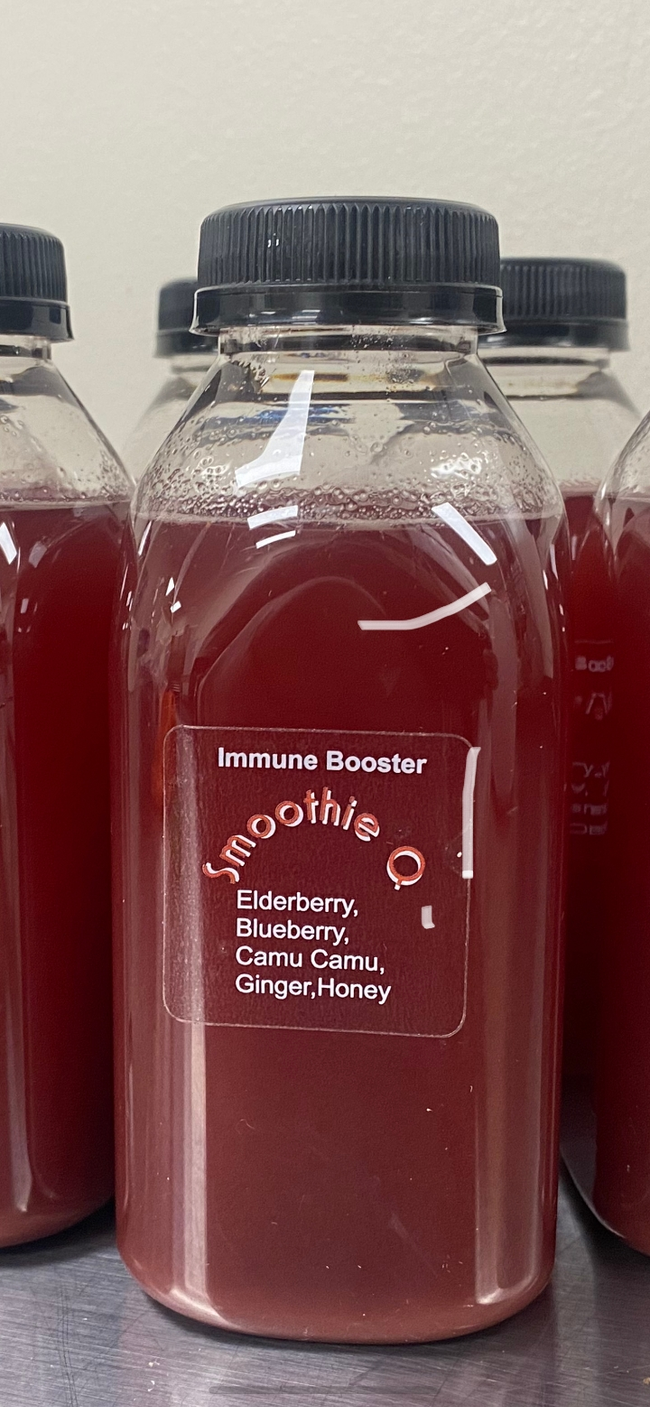 Immune Booster
Smoothie Q
Elderberry,
Blueberry,
Camu Camu,
Ginger,Honey